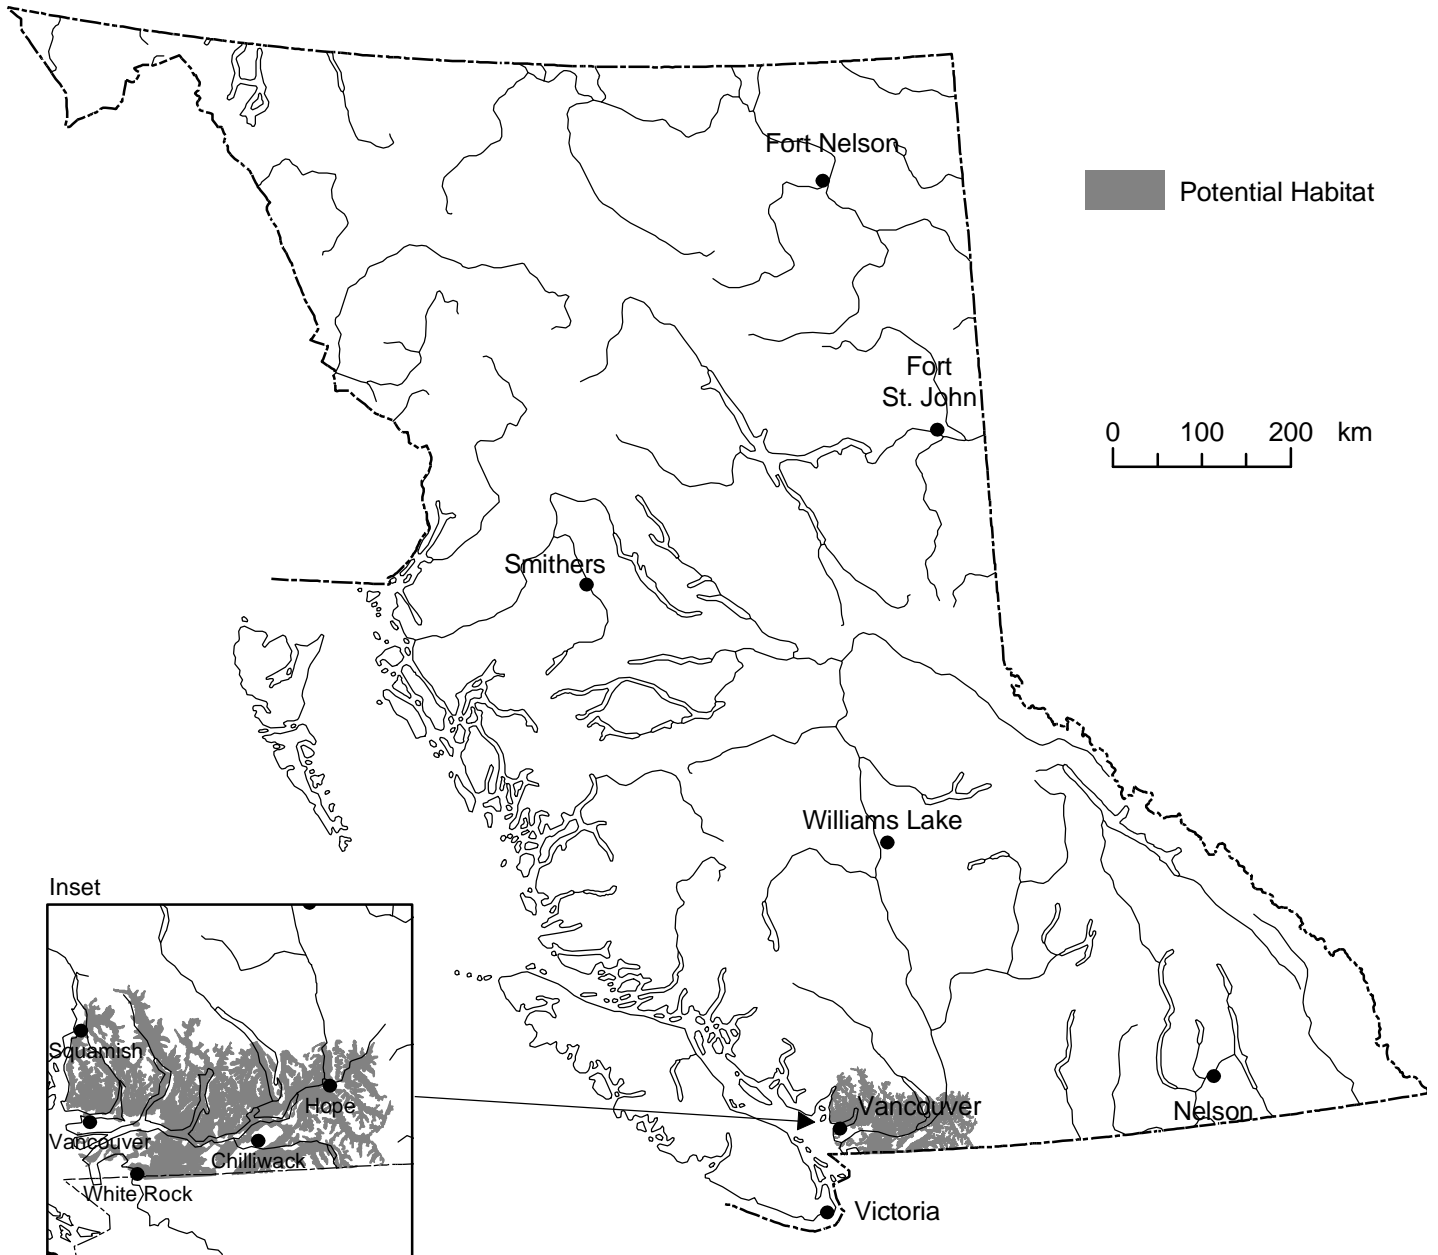 Fort Nelson
Potential Habitat
Fort
St. John
0 100 200 km
Smithers
Williams Lake
Inset
Squamish
Hope
Vancouver
Chilliwack
White Rock
Vancouver
Nelson
Victoria